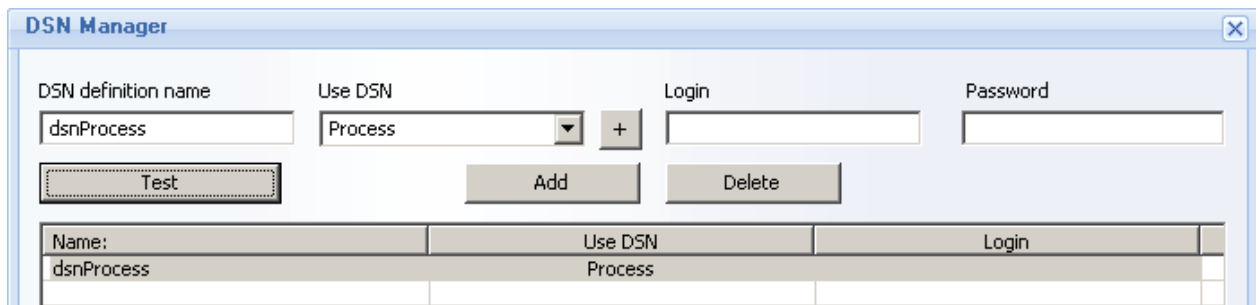 DSN Manager
DSN definition name Use DSN Login Password
dsnProcess Process +
Test Add Delete
Name: Use DSN Login
dsnProcess Process